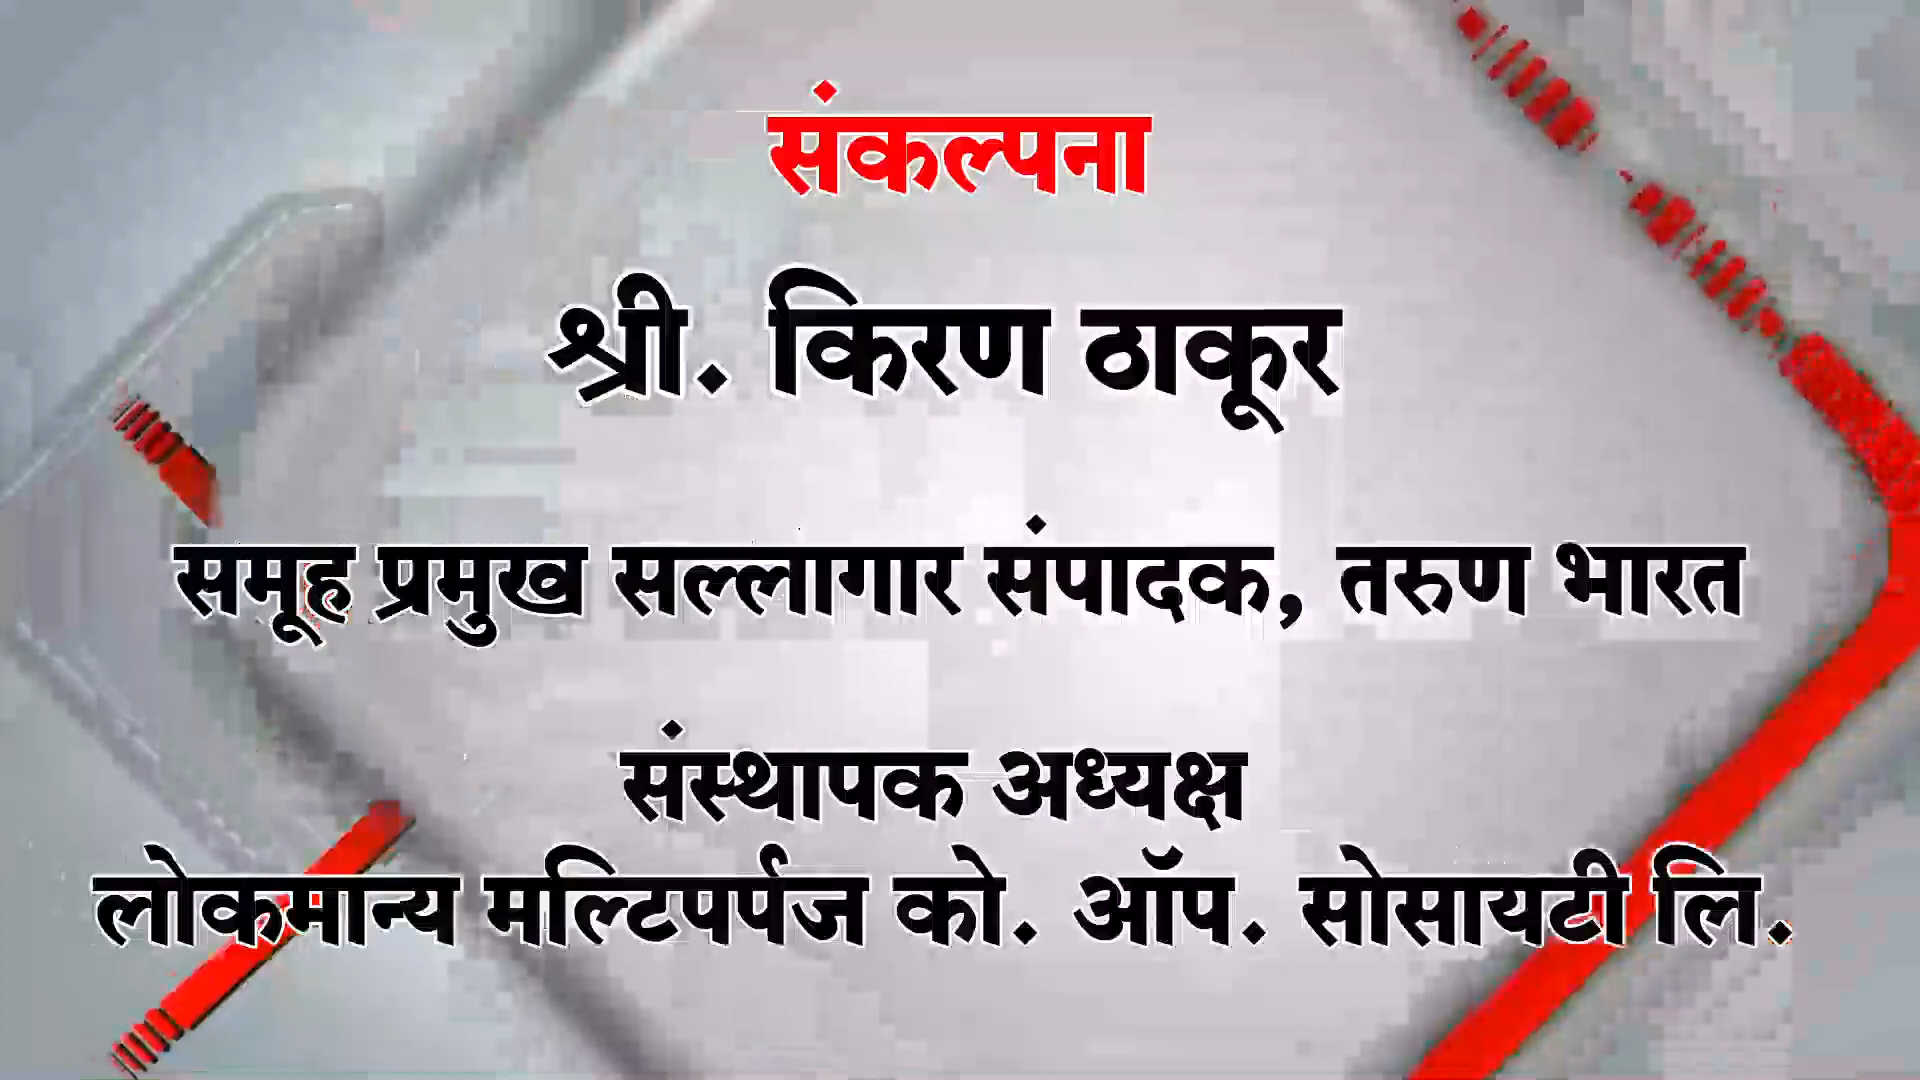 संकल्पना
श्री. किरण ठाकूर
समूह प्रमुख सल्लागार संपादक, तरुण भारत
संस्थापक अध्यक्ष
लोकमान्य मल्टिपर्पज को. ऑप. सोसायटी लि.